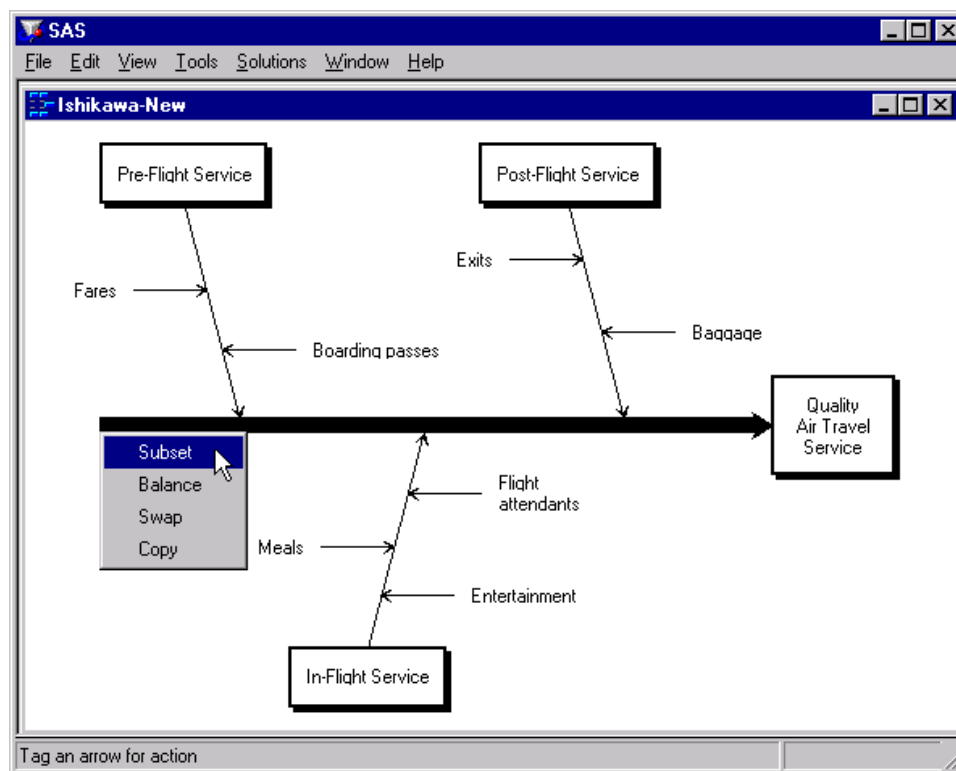 SAS
File Edit View Tools Solutions Window Help
Ishikawa-New
Pre-Flight Service
Post-Flight Service
Exits
Fares
Baggage
Boarding passes
Quality
Air Travel
Service
Subset
Balance
Swap
Copy
Flight
attendants
Meals
Entertainment
In-Flight Service
Tag an arrow for action